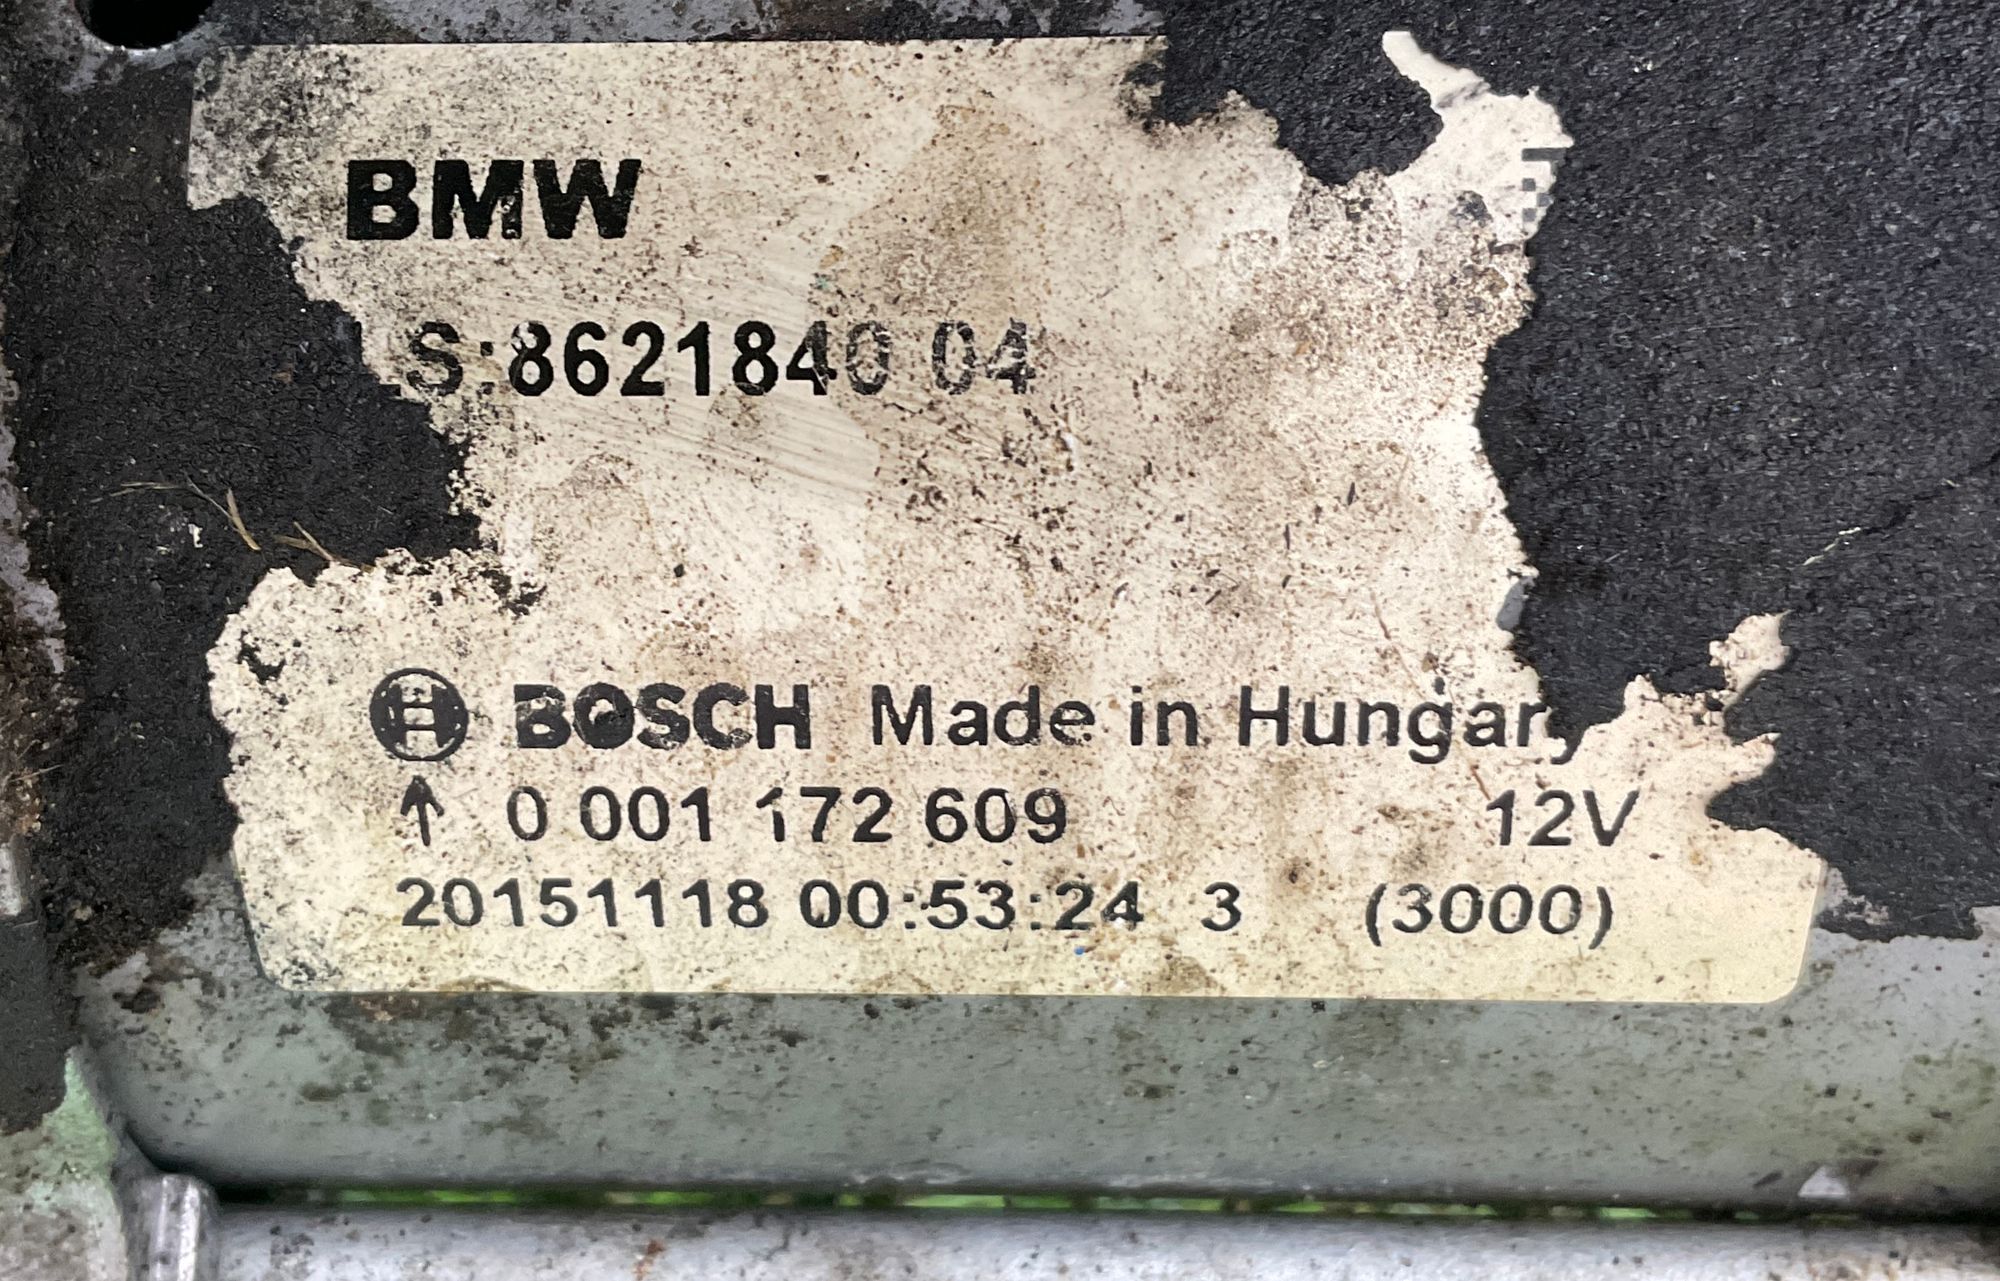 BMW
S:8621840 04
BOSCH Made in Hungary
↑ 0 001 172 609 12V
20151118 00:53:24 3 (3000)